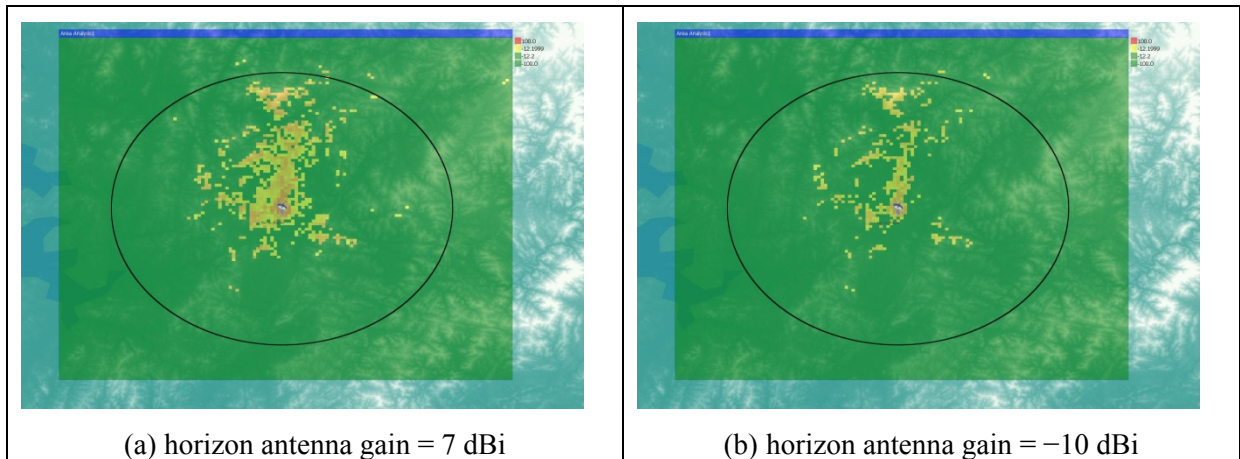 Area Analysis1
100.0
-12.1999
-12.2
-100.0
Area Analysis1
100.0
-12.1999
-12.2
-100.0
(a) horizon antenna gain = 7 dBi
(b) horizon antenna gain = −10 dBi